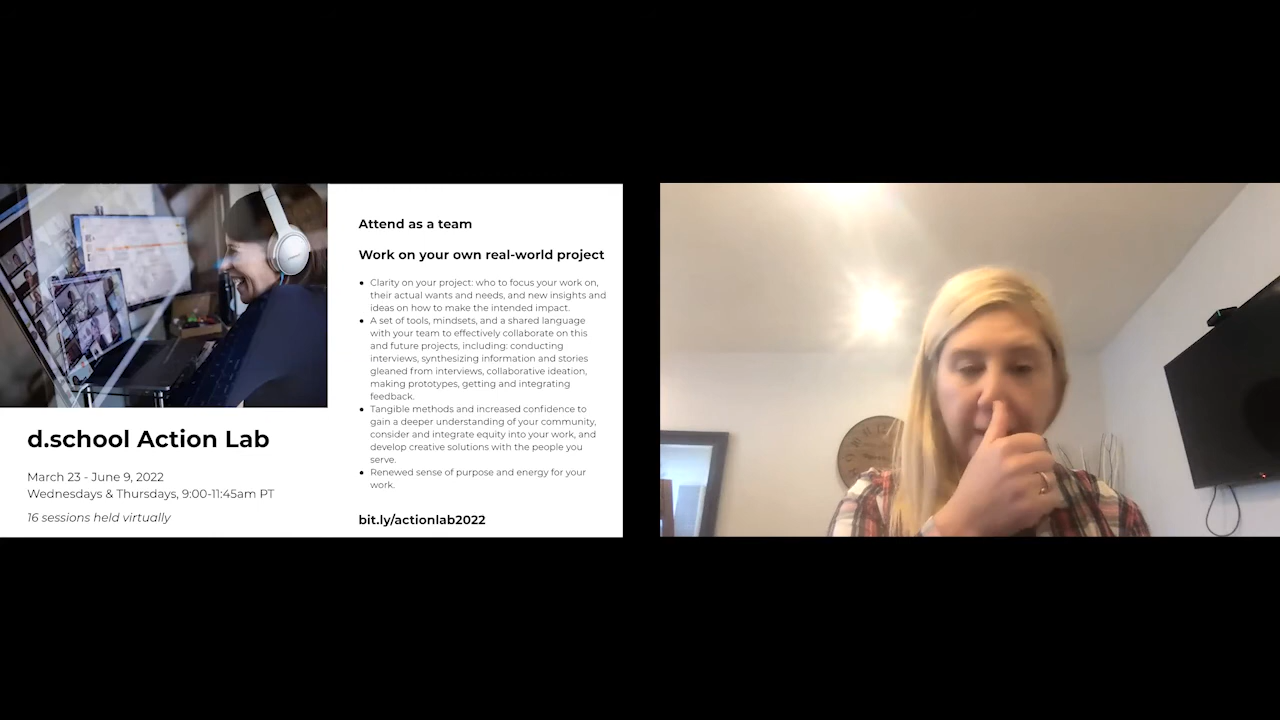 d.school Action Lab
March 23 - June 9, 2022
Wednesdays & Thursdays, 9:00-11:45am PT
16 sessions held virtually
Attend as a team
Work on your own real-world project
• Clarity on your project: who to focus your work on,
their actual wants and needs, and new insights and
ideas on how to make the intended impact.
• A set of tools, mindsets, and a shared language
with your team to effectively collaborate on this
and future projects, including: conducting
interviews, synthesizing information and stories
gleaned from interviews, collaborative ideation,
making prototypes, getting and integrating
feedback.
• Tangible methods and increased confidence to
gain a deeper understanding of your community,
consider and integrate equity into your work, and
develop creative solutions with the people you
serve.
• Renewed sense of purpose and energy for your
work.
bit.ly/actionlab2022